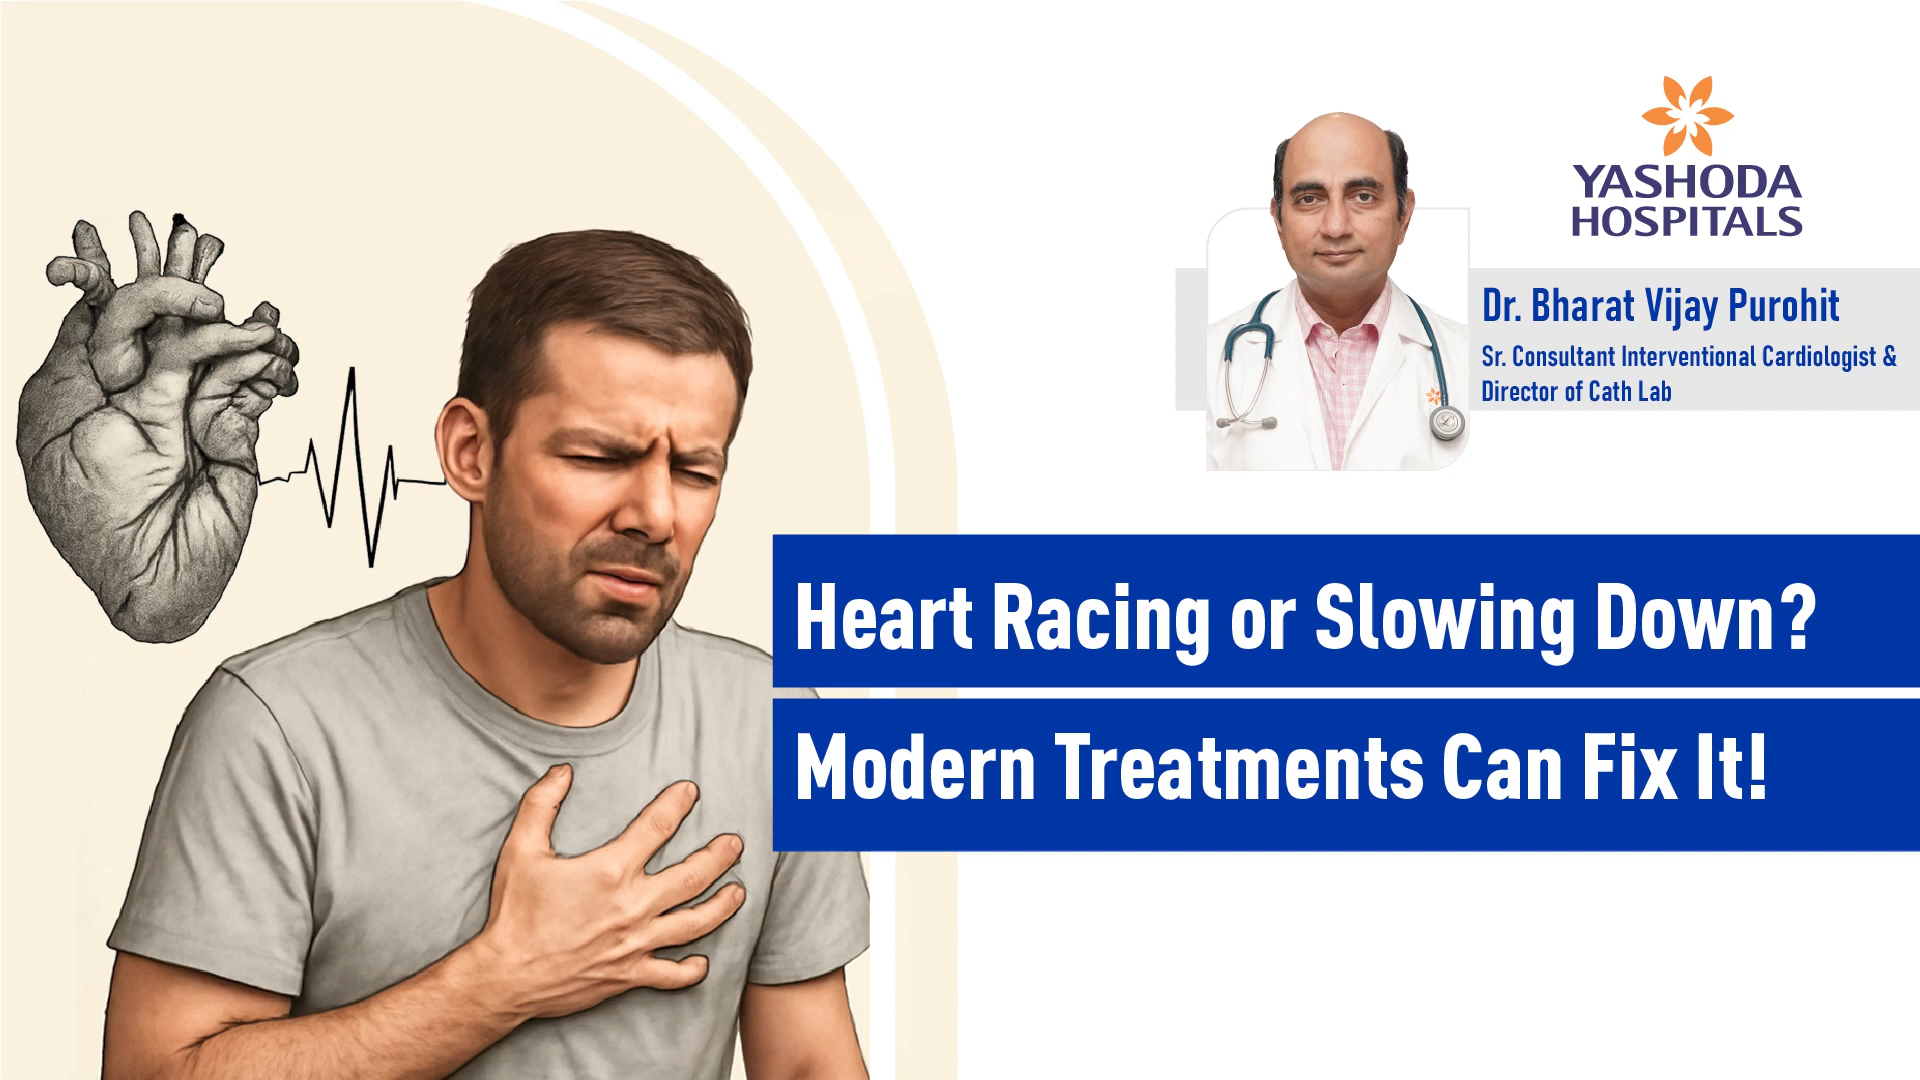 YASHODA
HOSPITALS
Dr. Bharat Vijay Purohit
Sr. Consultant Interventional Cardiologist &
Director of Cath Lab
Heart Racing or Slowing Down?
Modern Treatments Can Fix It!